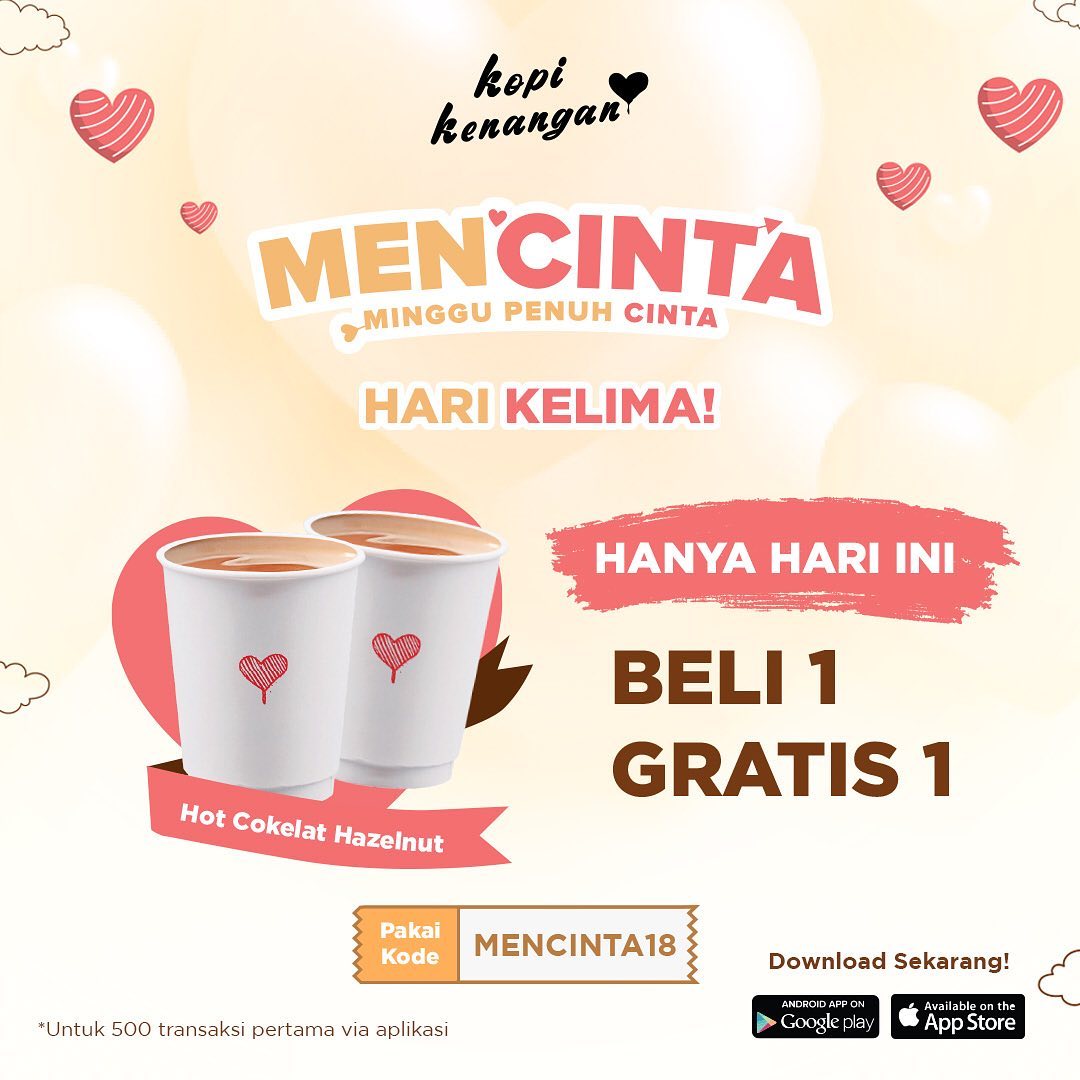 kopi
kenangan
MENCINTA
MINGGU PENUH CINTA
HARI KELIMA!
HANYA HARI INI
BELI 1
GRATIS 1
Hot Cokelat Hazelnut
Pakai
Kode
MENCINTA18
Download Sekarang!
ANDROID APP ON
Google play
Available on the
App Store
*Untuk 500 transaksi pertama via aplikasi